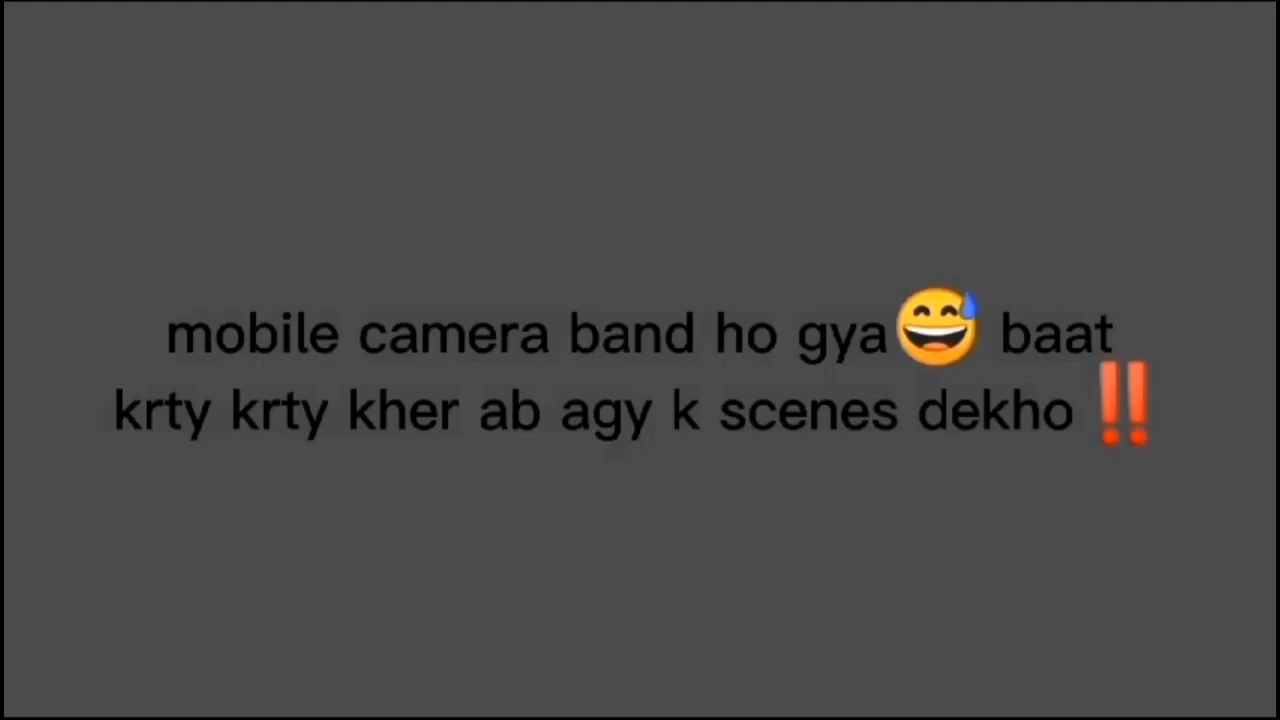 mobile camera band ho gya😅 baat
krty krty kher ab agy k scenes dekho ‼️